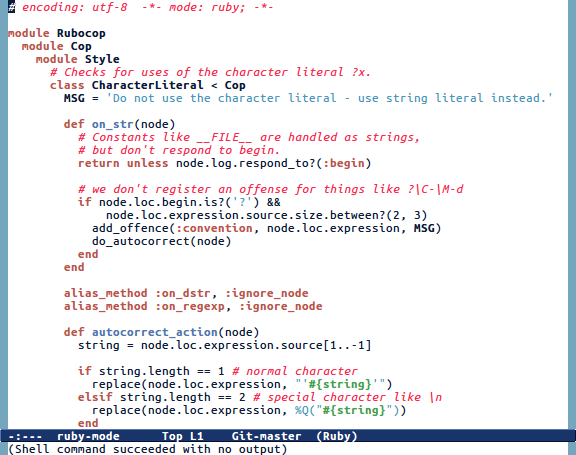 # encoding: utf-8  -*- mode: ruby; -*-

module Rubocop
  module Cop
    module Style
      # Checks for uses of the character literal ?x.
      class CharacterLiteral < Cop
        MSG = 'Do not use the character literal - use string literal instead.'

        def on_str(node)
          # Constants like __FILE__ are handled as strings,
          # but don't respond to begin.
          return unless node.log.respond_to?(:begin)

          # we don't register an offense for things like ?\C-\M-d
          if node.loc.begin.is?('?') &&
              node.loc.expression.source.size.between?(2, 3)
            add_offence(:convention, node.loc.expression, MSG)
            do_autocorrect(node)
          end
        end

        alias_method :on_dstr, :ignore_node
        alias_method :on_regexp, :ignore_node

        def autocorrect_action(node)
          string = node.loc.expression.source[1..-1]

          if string.length == 1 # normal character
            replace(node.loc.expression, "'#{string}'")
          elsif string.length == 2 # special character like \n
            replace(node.loc.expression, %Q("#{string}"))
          end
-:---  ruby-mode      Top L1    Git-master  (Ruby)
(Shell command succeeded with no output)